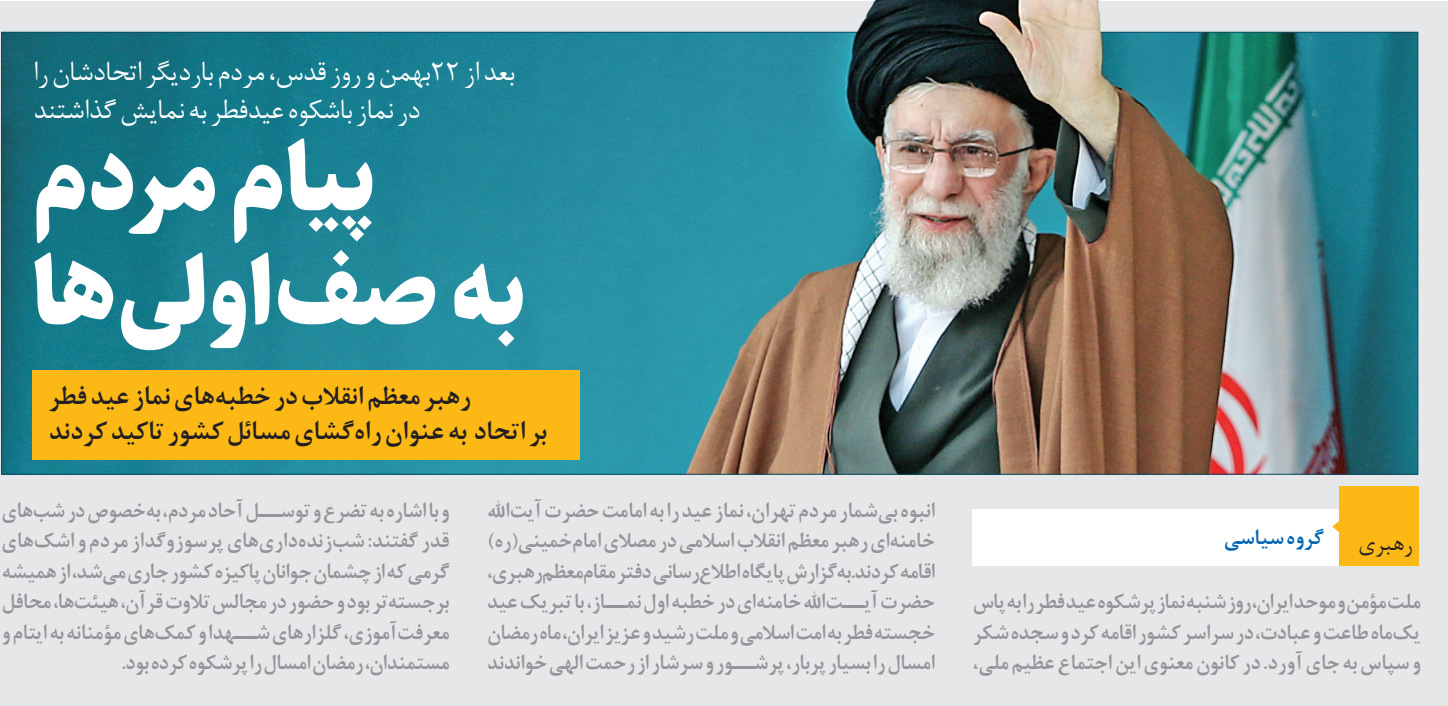 بعد از ۲۲بهمن و روز قدس، مردم بار دیگر اتحادشان را
در نماز باشکوه عیدفطر به نمایش گذاشتند
پیام مردم
به صف‌اولی‌ها
رهبر معظم انقلاب در خطبه‌های نماز عید فطر
بر اتحاد به عنوان راه‌گشای مسائل کشور تاکید کردند
رهبری
گروه سیاسی
ملت مؤمن و موحد ایران، روز شنبه نماز پرشکوه عید فطر را به پاس
یک‌ماه طاعت و عبادت، در سراسر کشور اقامه کرد و سجده شکر
و سپاس به جای آورد. در کانون معنوی این اجتماع عظیم ملی،
انبوه بی‌شمار مردم تهران، نماز عید را به امامت حضرت آیت‌الله
خامنه‌ای رهبر معظم انقلاب اسلامی در مصلای امام‌خمینی(ره)
اقامه کردند.به‌گزارش پایگاه اطلاع‌رسانی دفتر مقام‌معظم‌رهبری،
حضرت آیت‌الله خامنه‌ای در خطبه اول نماز، با تبریک عید
خجسته فطر به امت اسلامی و ملت رشید و عزیز ایران، ماه رمضان
امسال را بسیار پربار، پرشور و سرشار از رحمت الهی خواندند
و با اشاره به تضرع و توسل آحاد مردم، به‌خصوص در شب‌های
قدر گفتند: شب‌زنده‌داری‌های پرسوزوگداز مردم و اشک‌های
گرمی که از چشمان جوانان پاکیزه کشور جاری می‌شد، از همیشه
برجسته‌تر بود و حضور در مجالس تلاوت قرآن، هیئت‌ها، محافل
معرفت‌آموزی، گلزارهای شهدا و کمک‌های مؤمنانه به ایتام و
مستمندان، رمضان امسال را پرشکوه کرده بود.